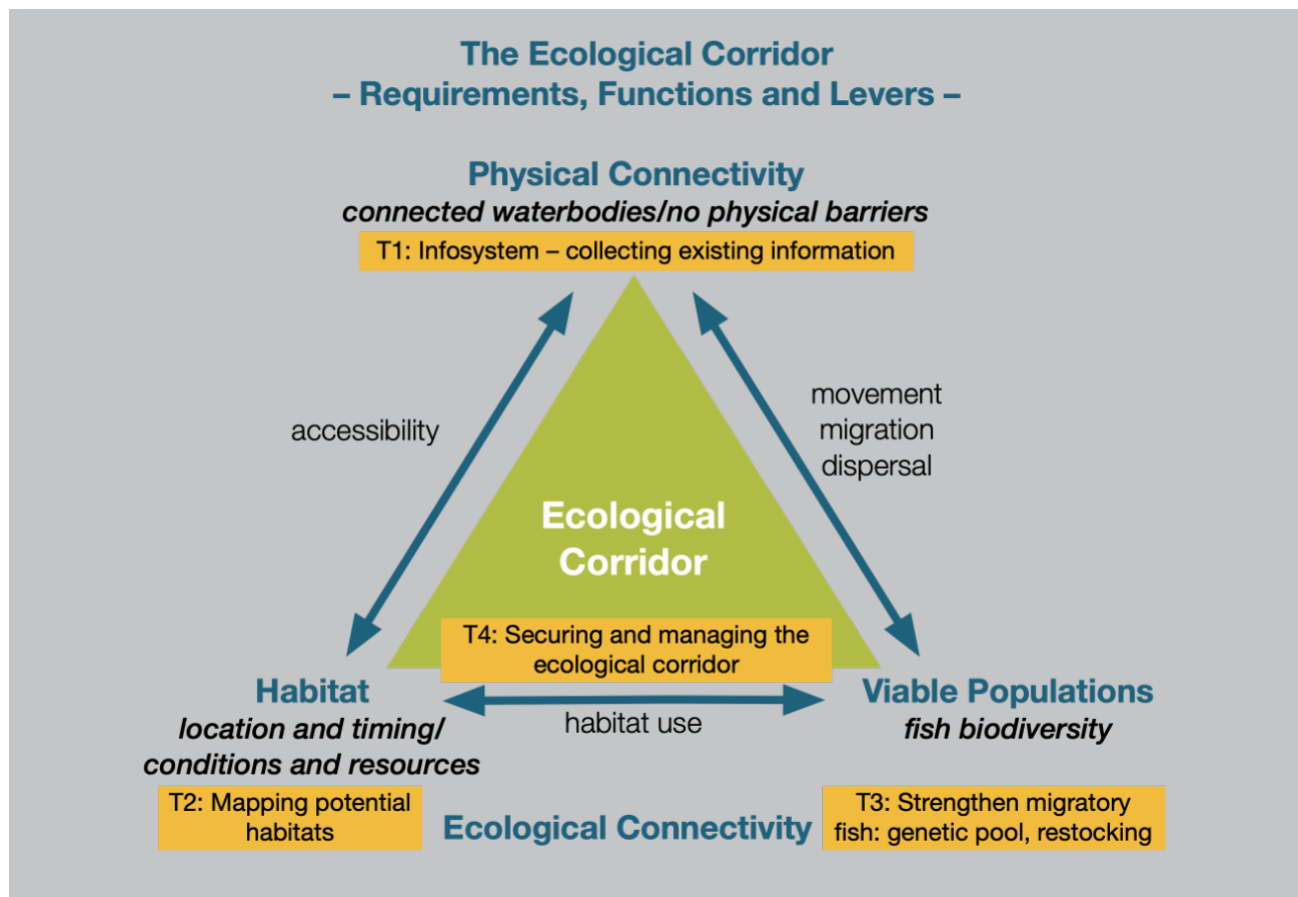 The Ecological Corridor
– Requirements, Functions and Levers –
Physical Connectivity
connected waterbodies/no physical barriers
T1: Infosystem – collecting existing information
accessibility
movement
migration
dispersal
Ecological
Corridor
T4: Securing and managing the
ecological corridor
Habitat
location and timing/
conditions and resources
T2: Mapping potential
habitats
habitat use
Viable Populations
fish biodiversity
T3: Strengthen migratory
fish: genetic pool, restocking
Ecological Connectivity